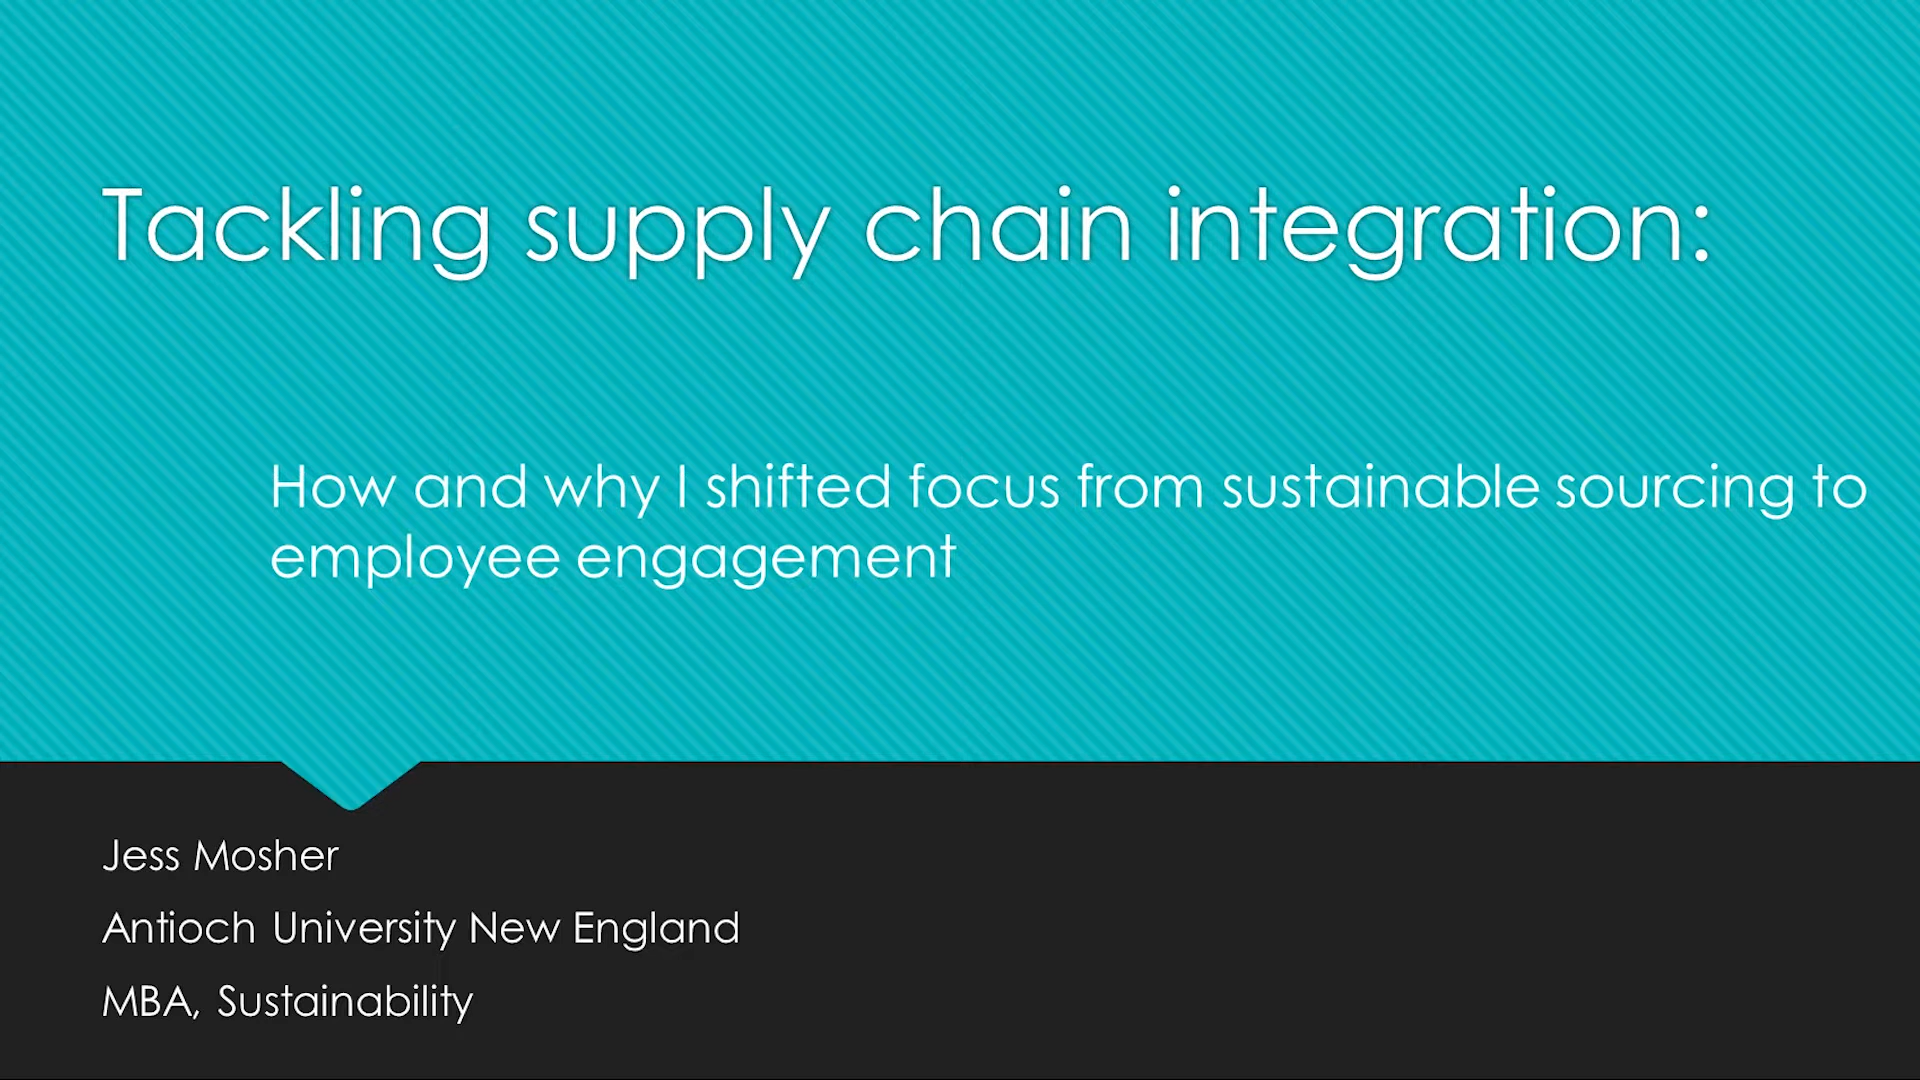 Tackling supply chain integration:
How and why I shifted focus from sustainable sourcing to
employee engagement
Jess Mosher
Antioch University New England
MBA, Sustainability